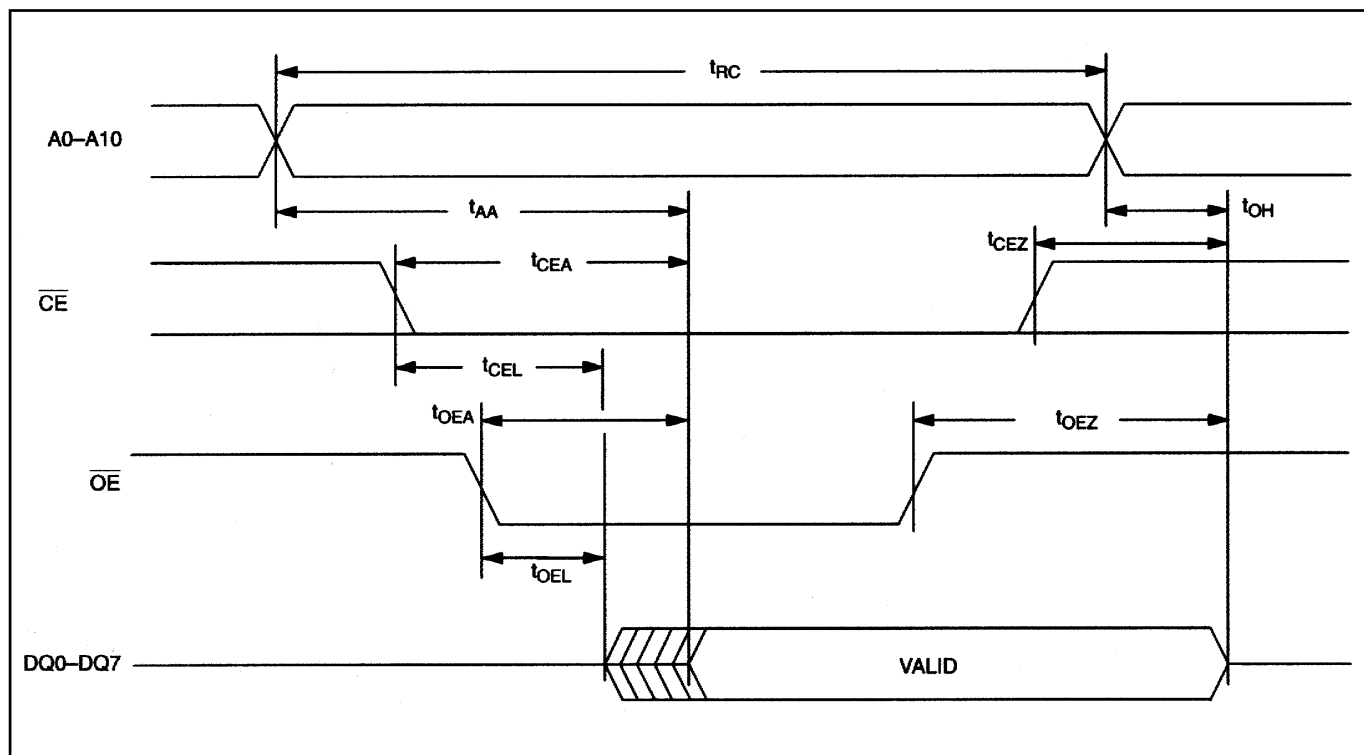 tRC
A0–A10
tAA
tOH
tCEZ
tCEA
CE
tCEL
tOEA
tOEZ
OE
tOEL
DQ0–DQ7
VALID